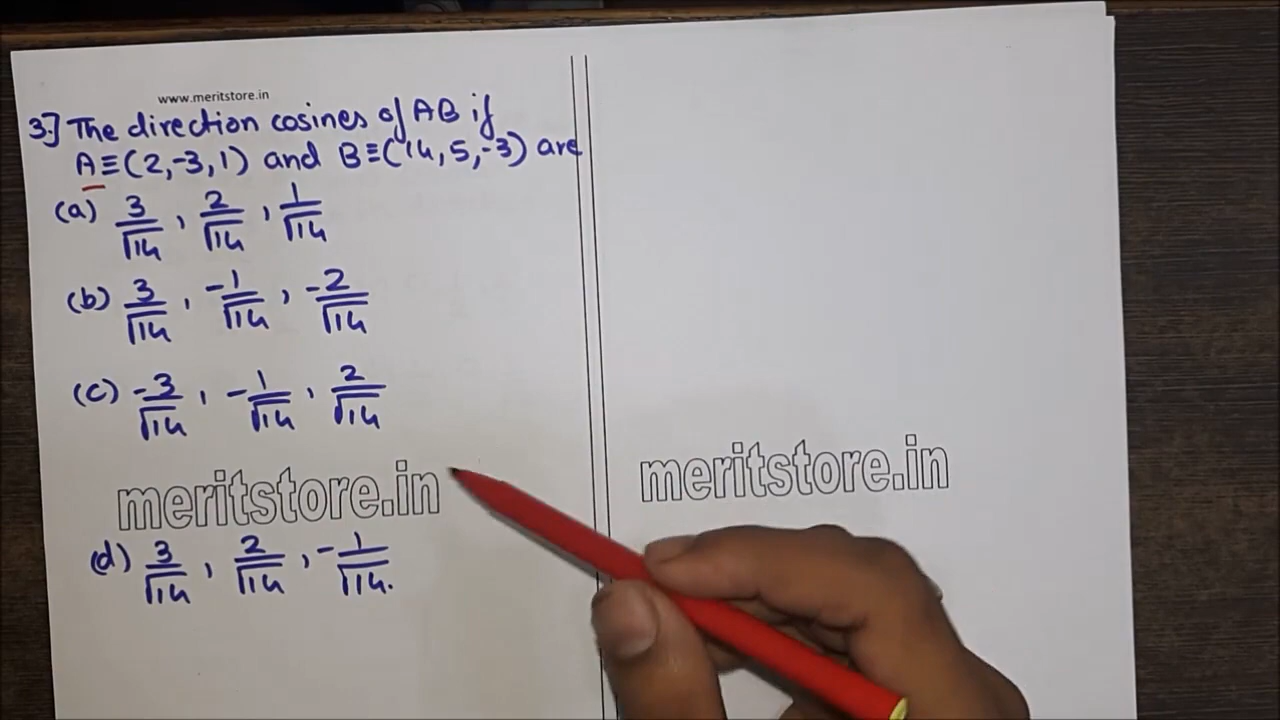 www.meritstore.in
3.] The direction cosines of AB if
A≡(2,-3,1) and B≡(14,5,-3) are
(a) 3/√14, 2/√14, 1/√14
(b) 3/√14, -1/√14, -2/√14
(c) -3/√14, -1/√14, 2/√14
meritstore.in
meritstore.in
(d) 3/√14, 2/√14, -1/√14.